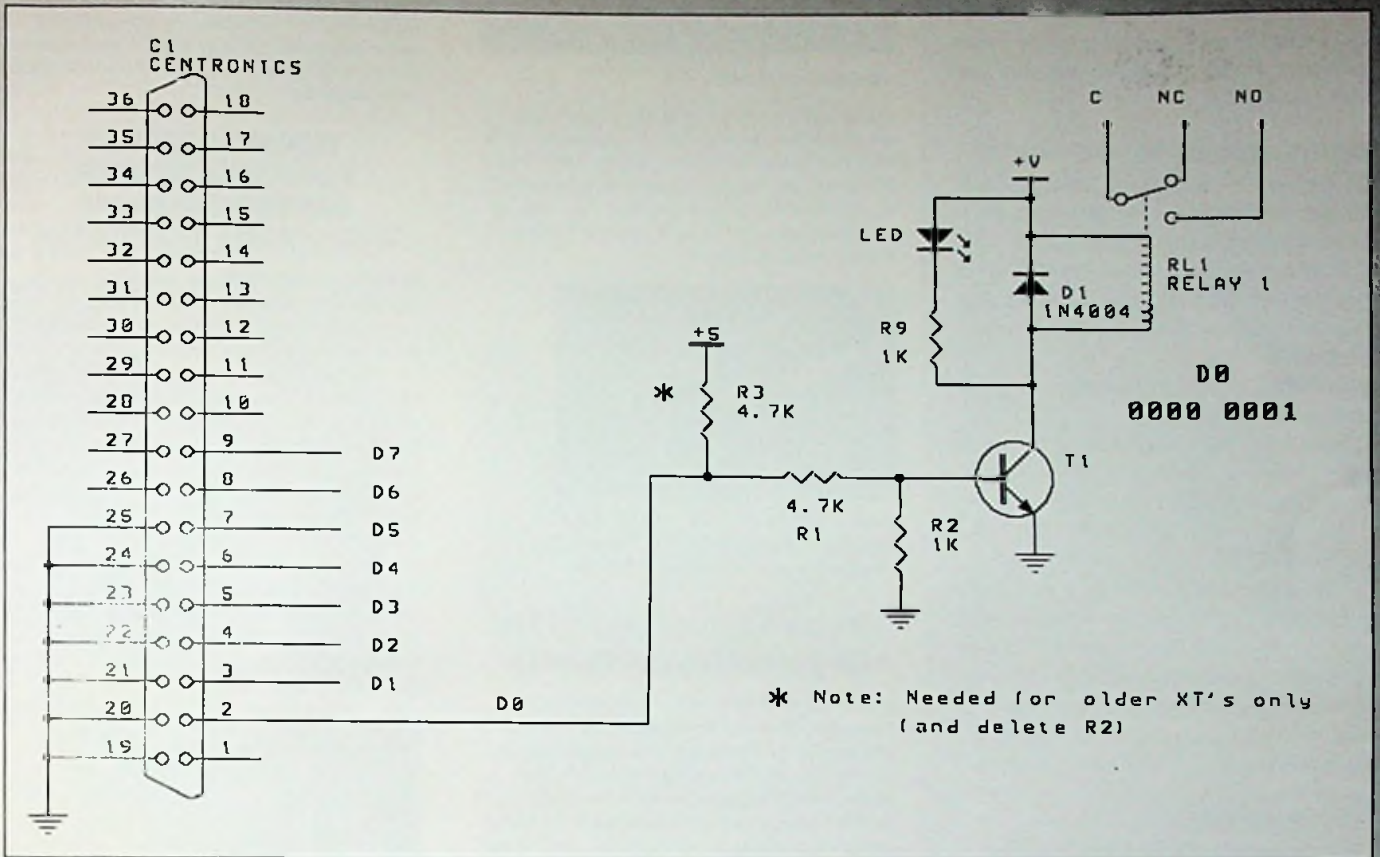 C1
CENTRONICS
36 18
35 17
34 16
33 15
32 14
31 13
30 12
29 11
28 10
27 9 D7
26 8 D6
25 7 D5
24 6 D4
23 5 D3
22 4 D2
21 3 D1
20 2 D0
19 1
C NC NO
+V
LED
RL1
RELAY 1
D1
1N4004
R9
1K
+5
* R3
4.7K
D0
0000 0001
T1
4.7K
R1
R2
1K
* Note: Needed for older XT's only
(and delete R2)